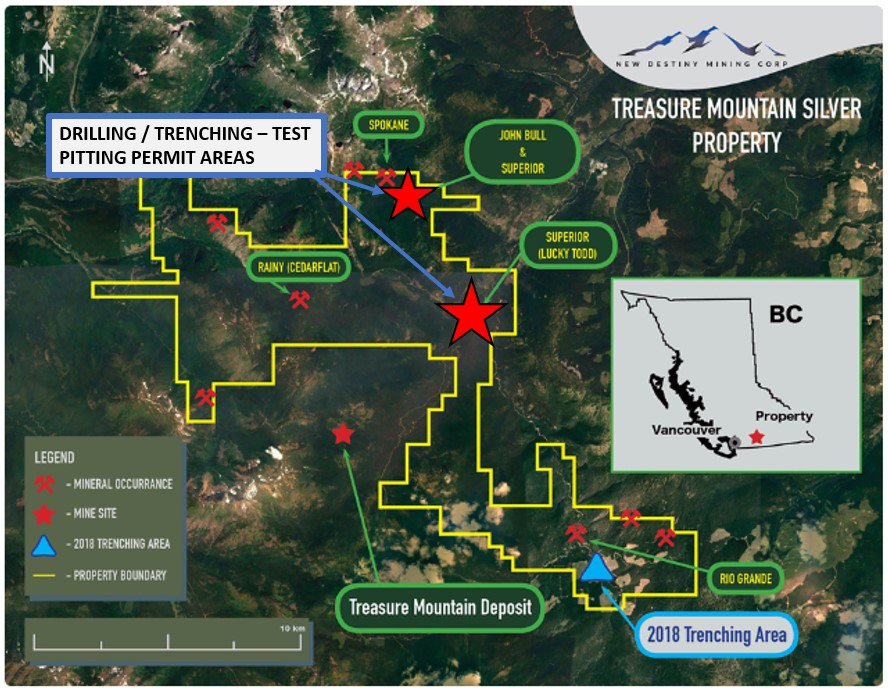 N
NEW DESTINY MINING CORP
TREASURE MOUNTAIN SILVER
PROPERTY
DRILLING / TRENCHING – TEST
PITTING PERMIT AREAS
SPOKANE
JOHN BULL
&
SUPERIOR
SUPERIOR
(LUCKY TODD)
RAINY (CEDARFLAT)
BC
Property
Vancouver
LEGEND
- MINERAL OCCURRANCE
- MINE SITE
- 2018 TRENCHING AREA
- PROPERTY BOUNDARY
RIO GRANDE
Treasure Mountain Deposit
2018 Trenching Area
10 km